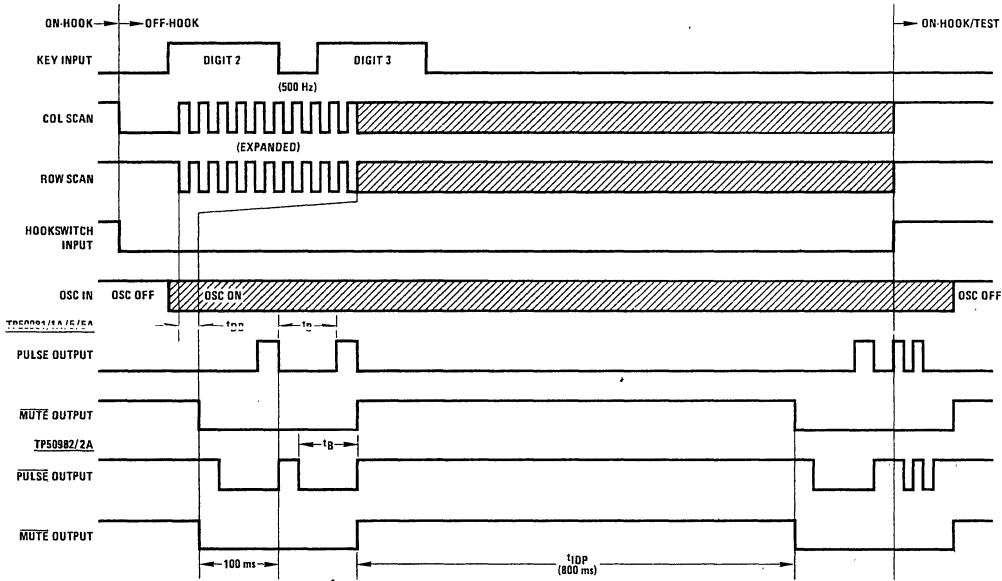 ON-HOOK OFF-HOOK ON-HOOK/TEST
KEY INPUT DIGIT 2 DIGIT 3
(500 Hz)
COL SCAN
(EXPANDED)
ROW SCAN
HOOKSWITCH
INPUT
OSC IN OSC OFF OSC ON OSC OFF
PULSE OUTPUT
MUTE OUTPUT
TP50982/2A
tB
PULSE OUTPUT
MUTE OUTPUT
100 ms
tIDP
(800 ms)